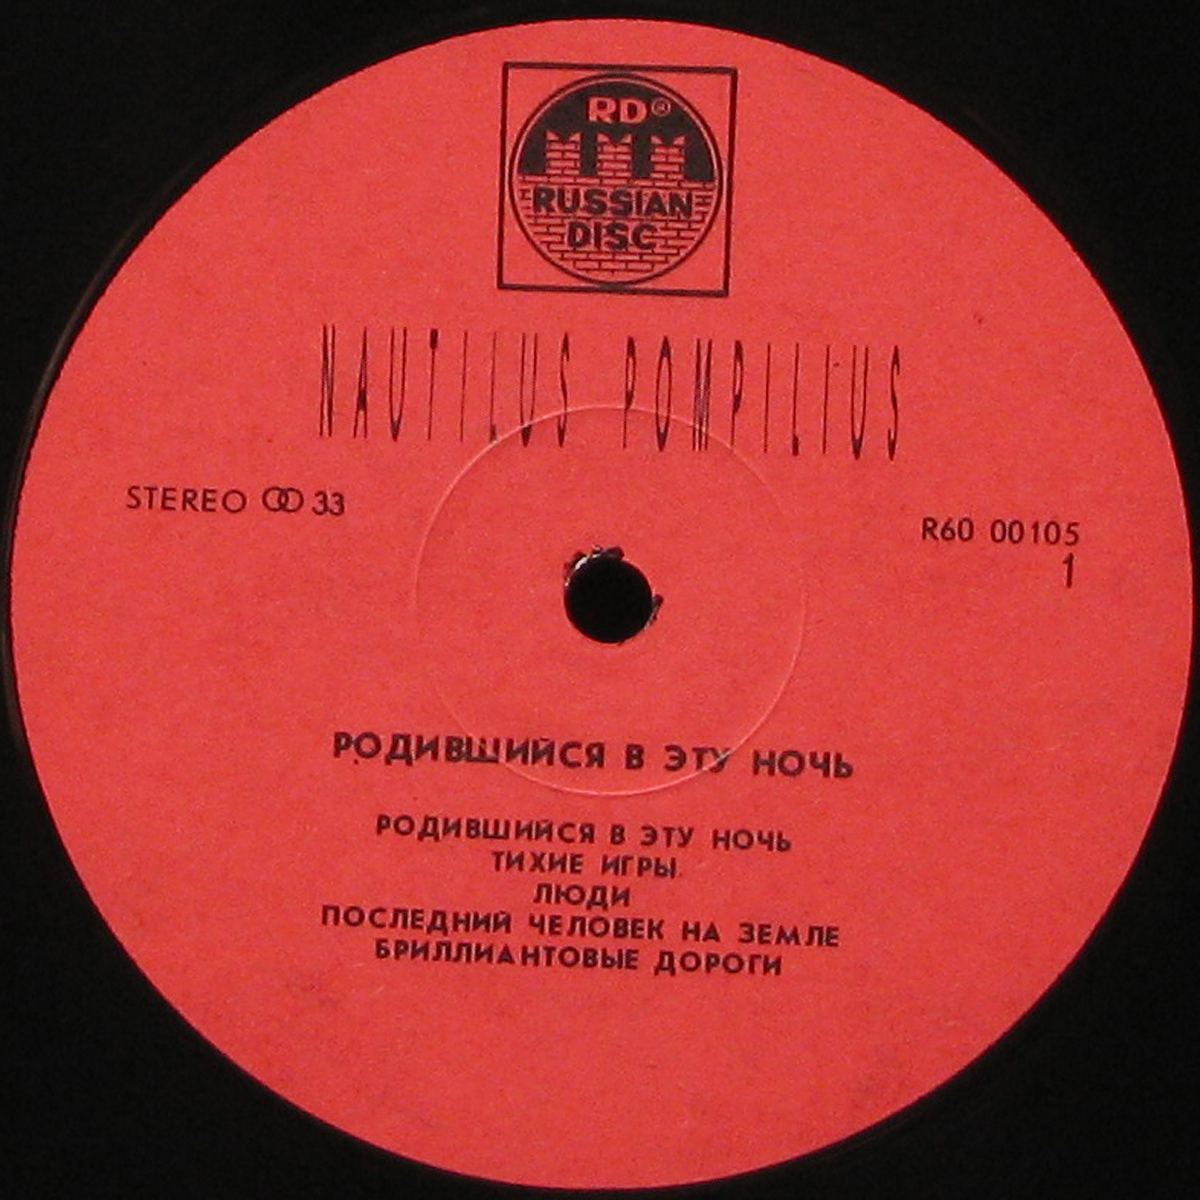 RD®
RUSSIAN
DISC
NAUTILUS POMPILIUS
STEREO 33
R60 00105
1
РОДИВШИЙСЯ В ЭТУ НОЧЬ
РОДИВШИЙСЯ В ЭТУ НОЧЬ
ТИХИЕ ИГРЫ
ЛЮДИ
ПОСЛЕДНИЙ ЧЕЛОВЕК НА ЗЕМЛЕ
БРИЛЛИАНТОВЫЕ ДОРОГИ